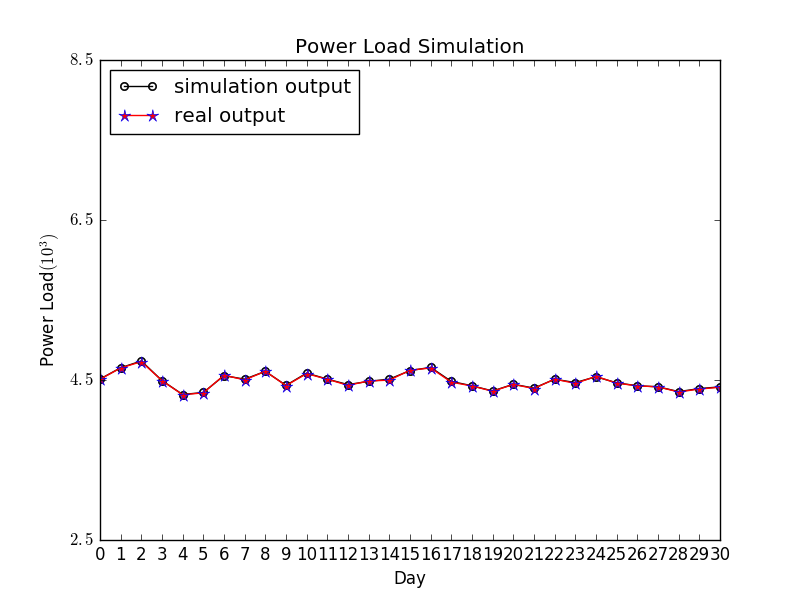 Power Load Simulation
8.5
simulation output
real output
6.5
Power Load(10³)
4.5
2.5
0 1 2 3 4 5 6 7 8 9 10 11 12 13 14 15 16 17 18 19 20 21 22 23 24 25 26 27 28 29 30
Day